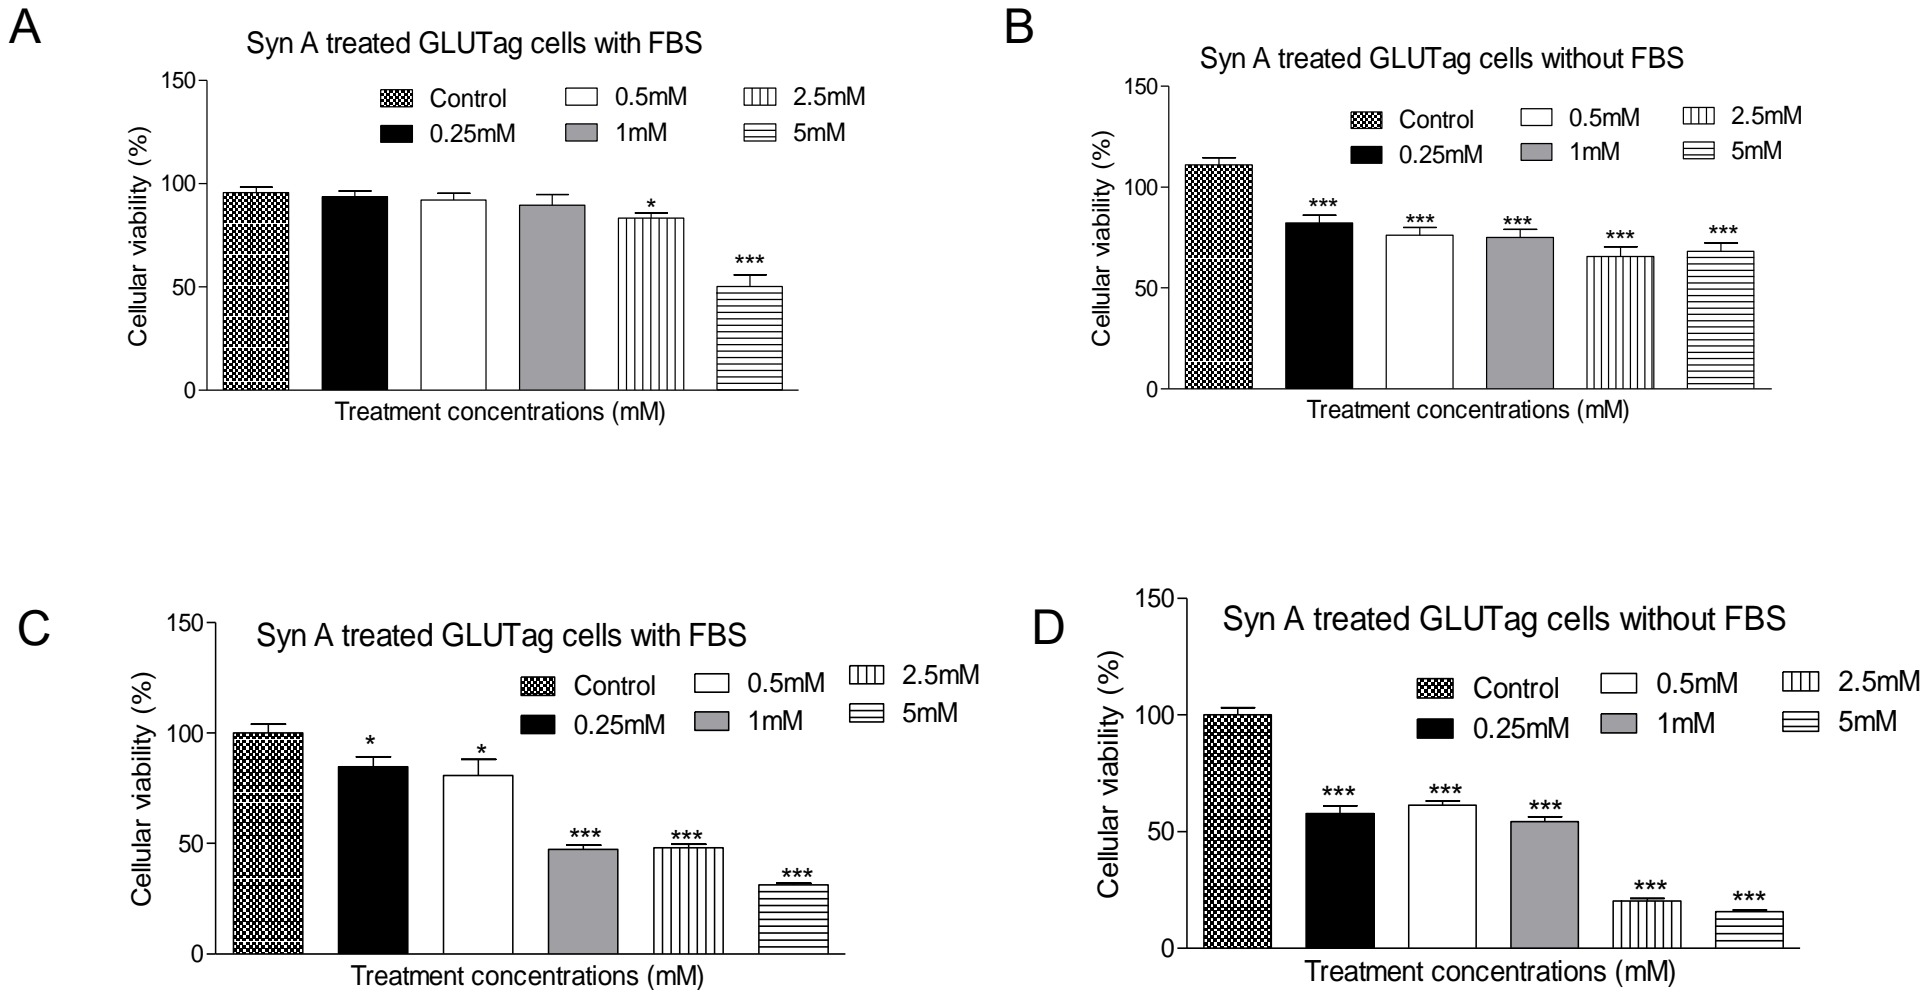 A
Syn A treated GLUTag cells with FBS
150
100
50
0
Cellular viability (%)
Control
0.5mM
2.5mM
0.25mM
1mM
5mM
*
***
Treatment concentrations (mM)
B
Syn A treated GLUTag cells without FBS
150
100
50
0
Cellular viability (%)
Control
0.5mM
2.5mM
0.25mM
1mM
5mM
***
***
***
***
***
Treatment concentrations (mM)
C
Syn A treated GLUTag cells with FBS
150
100
50
0
Cellular viability (%)
Control
0.5mM
2.5mM
0.25mM
1mM
5mM
*
*
***
***
***
Treatment concentrations (mM)
D
Syn A treated GLUTag cells without FBS
150
100
50
0
Cellular viability (%)
Control
0.5mM
2.5mM
0.25mM
1mM
5mM
***
***
***
***
***
Treatment concentrations (mM)